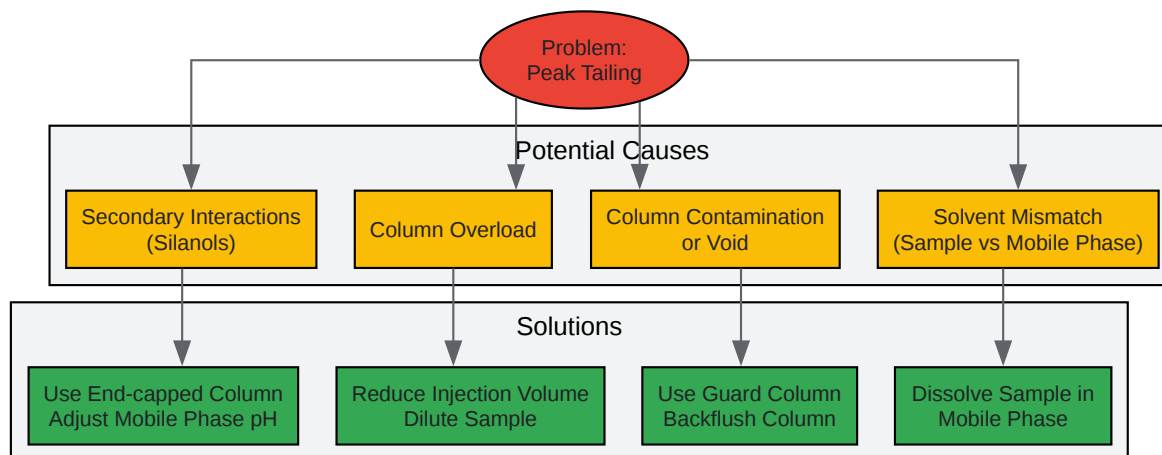 Problem:
Peak Tailing
Potential Causes
Secondary Interactions
(Silanols)
Column Overload
Column Contamination
or Void
Solvent Mismatch
(Sample vs Mobile Phase)
Solutions
Use End-capped Column
Adjust Mobile Phase pH
Reduce Injection Volume
Dilute Sample
Use Guard Column
Backflush Column
Dissolve Sample in
Mobile Phase